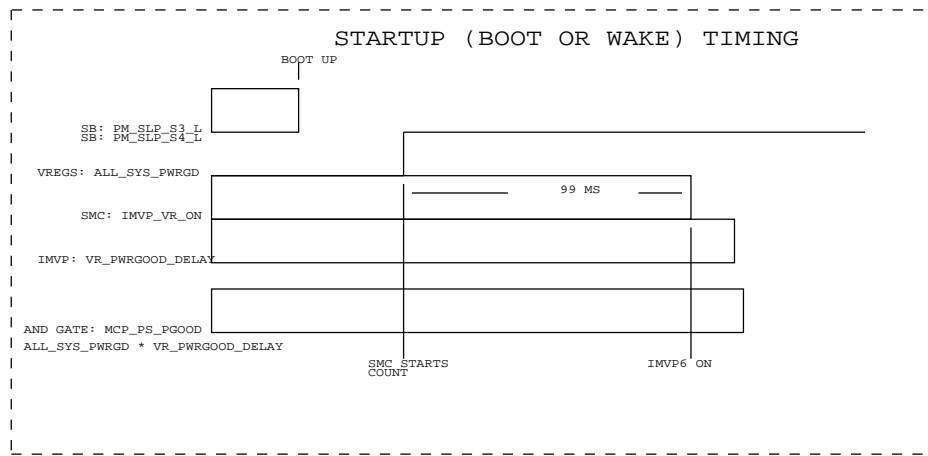 STARTUP (BOOT OR WAKE) TIMING
BOOT UP
SB: PM_SLP_S3_L
SB: PM_SLP_S4_L
VREGS: ALL_SYS_PWRGD
99 MS
SMC: IMVP_VR_ON
IMVP: VR_PWRGOOD_DELAY
AND GATE: MCP_PS_PGOOD
ALL_SYS_PWRGD * VR_PWRGOOD_DELAY
SMC STARTS
COUNT
IMVP6 ON